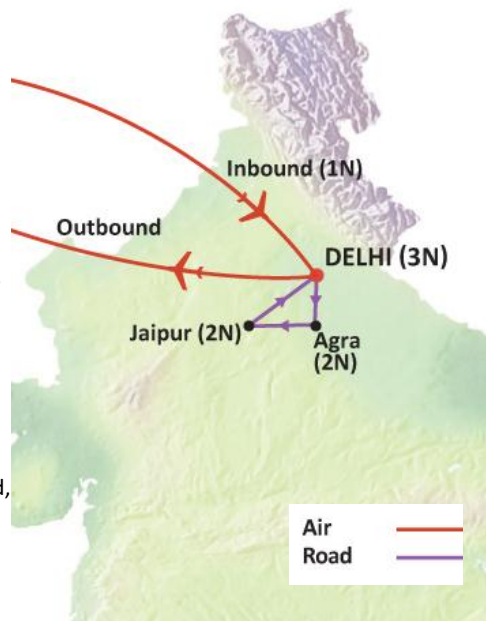 Inbound (1N)
Outbound
DELHI (3N)
Jaipur (2N)
Agra
(2N)
d,
Air
Road